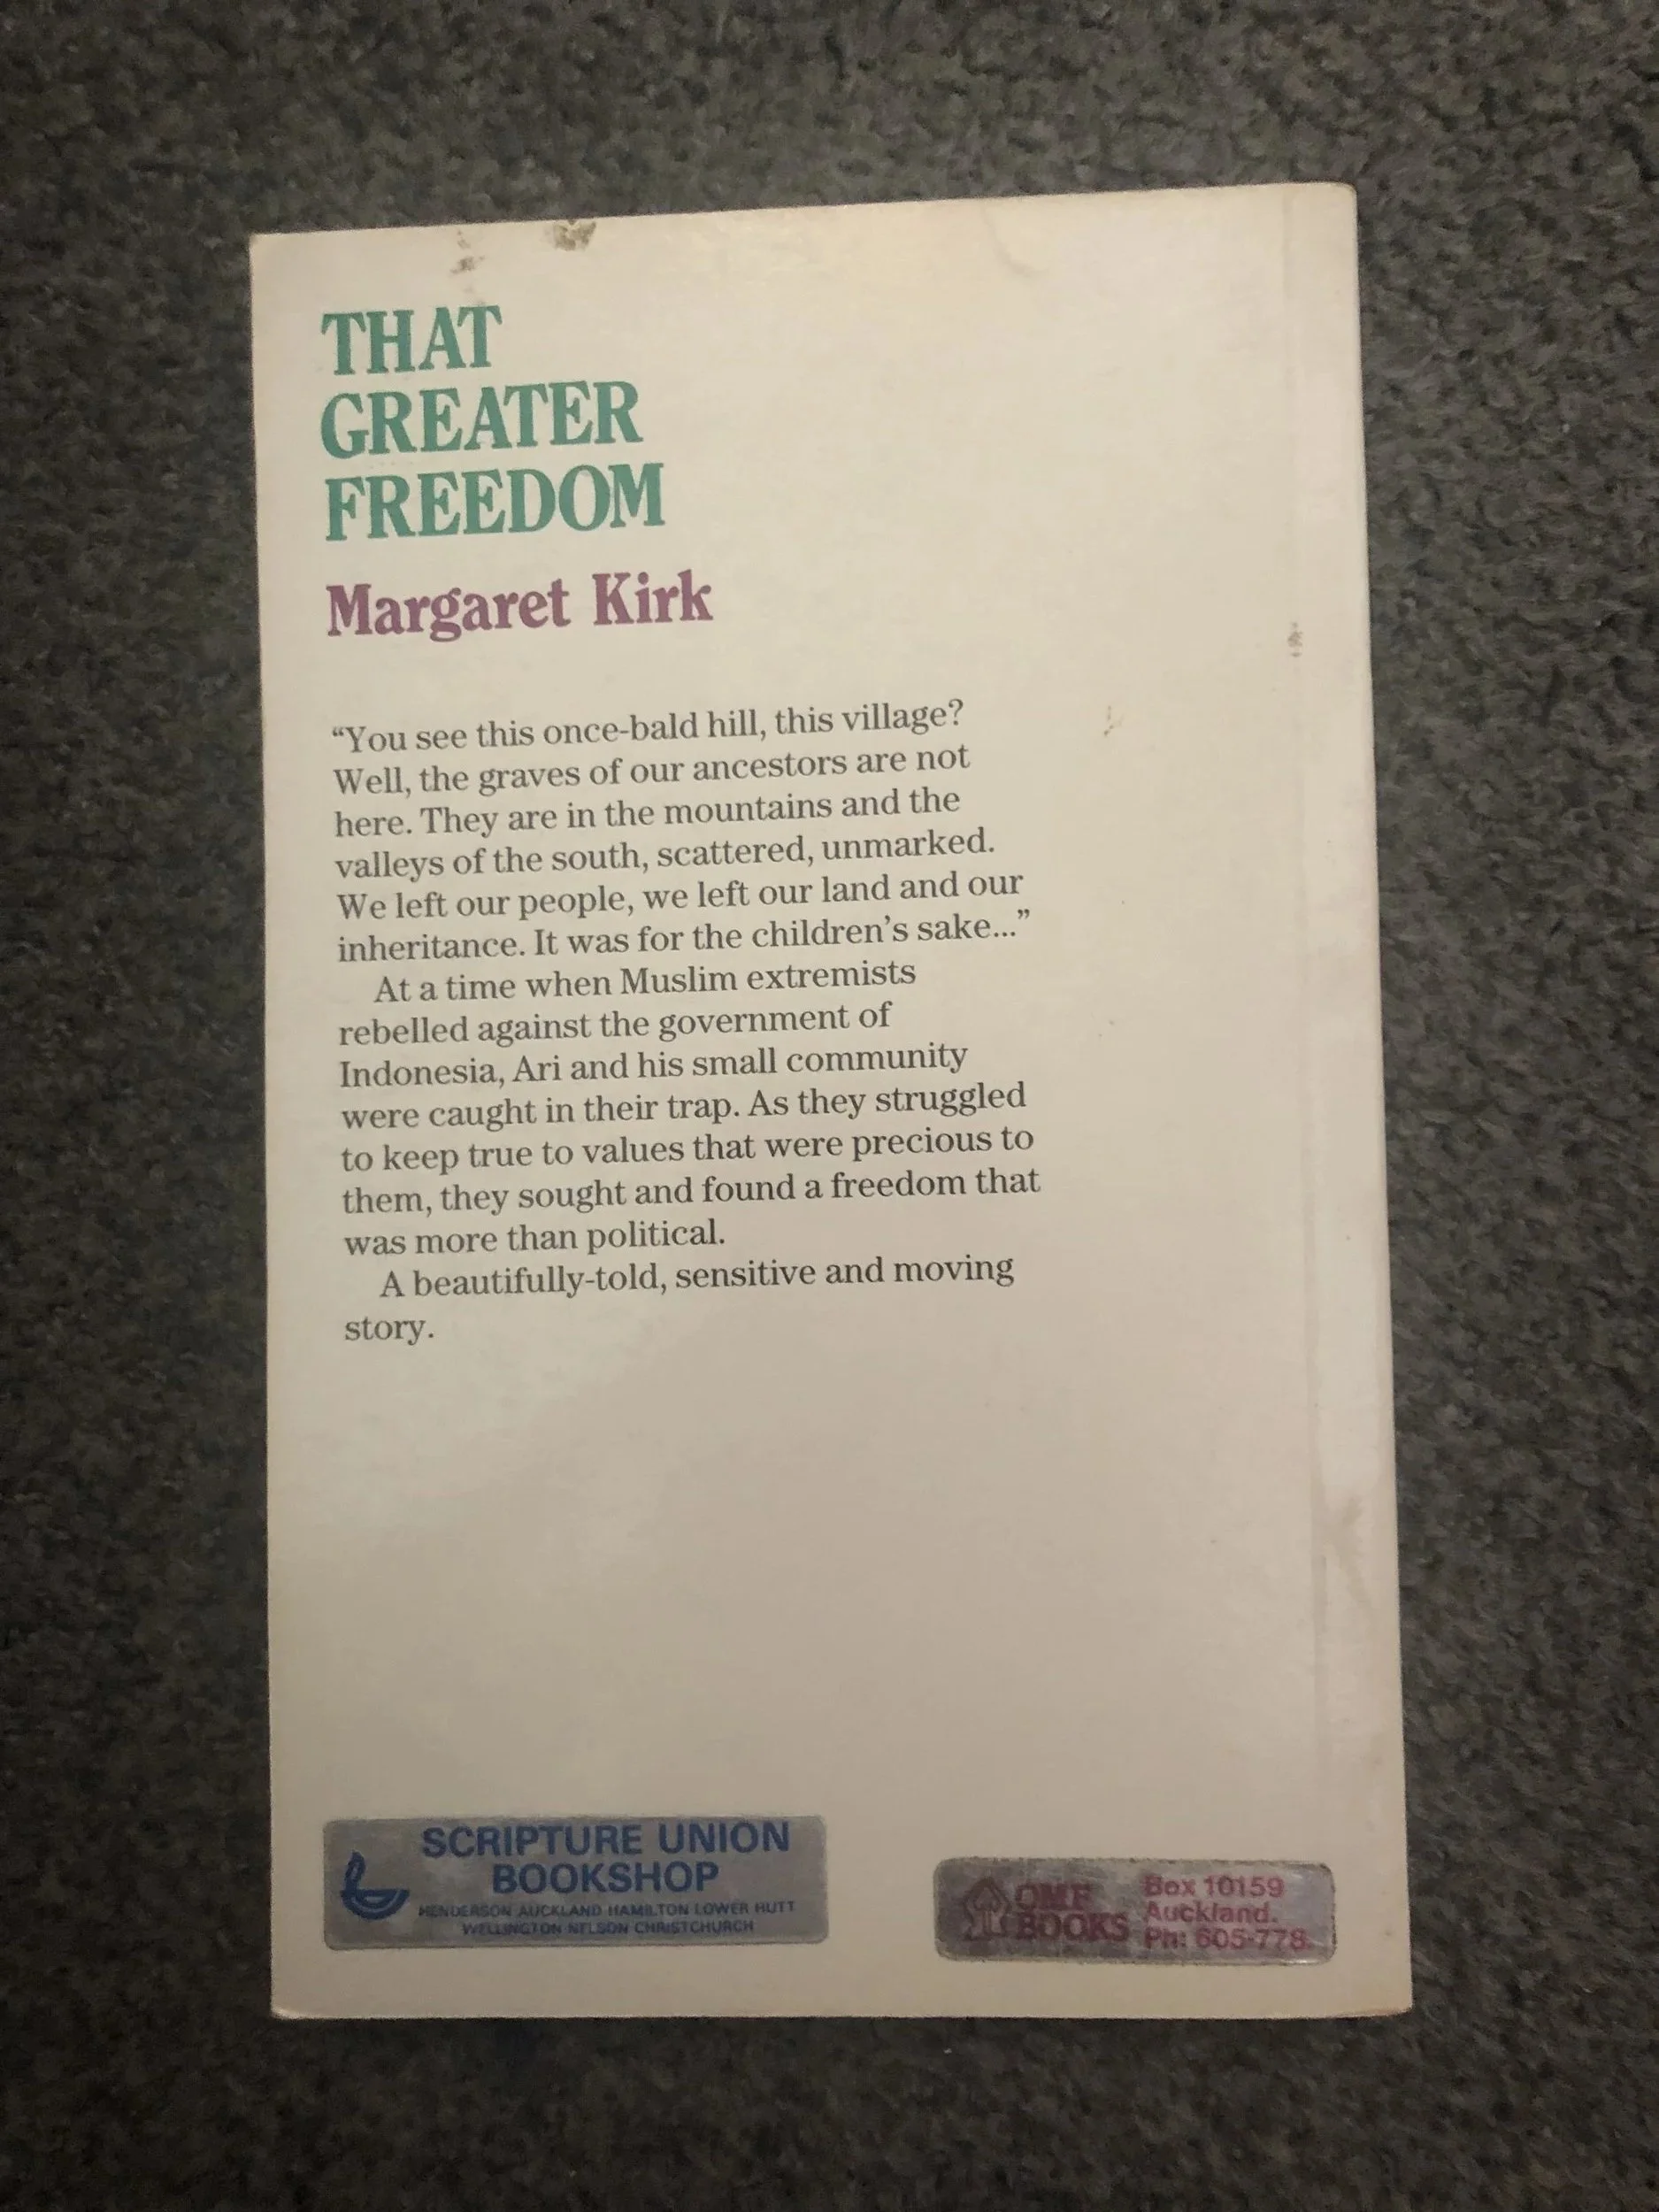 THAT
GREATER
FREEDOM
Margaret Kirk
“You see this once-bald hill, this village?
Well, the graves of our ancestors are not
here. They are in the mountains and the
valleys of the south, scattered, unmarked.
We left our people, we left our land and our
inheritance. It was for the children’s sake...”
At a time when Muslim extremists
rebelled against the government of
Indonesia, Ari and his small community
were caught in their trap. As they struggled
to keep true to values that were precious to
them, they sought and found a freedom that
was more than political.
A beautifully-told, sensitive and moving
story.
SCRIPTURE UNION
BOOKSHOP
HENDERSON AUCKLAND HAMILTON LOWER HUTT
WELLINGTON NELSON CHRISTCHURCH
OMF
BOOKS
Box 10159
Auckland.
Ph: 605-778.